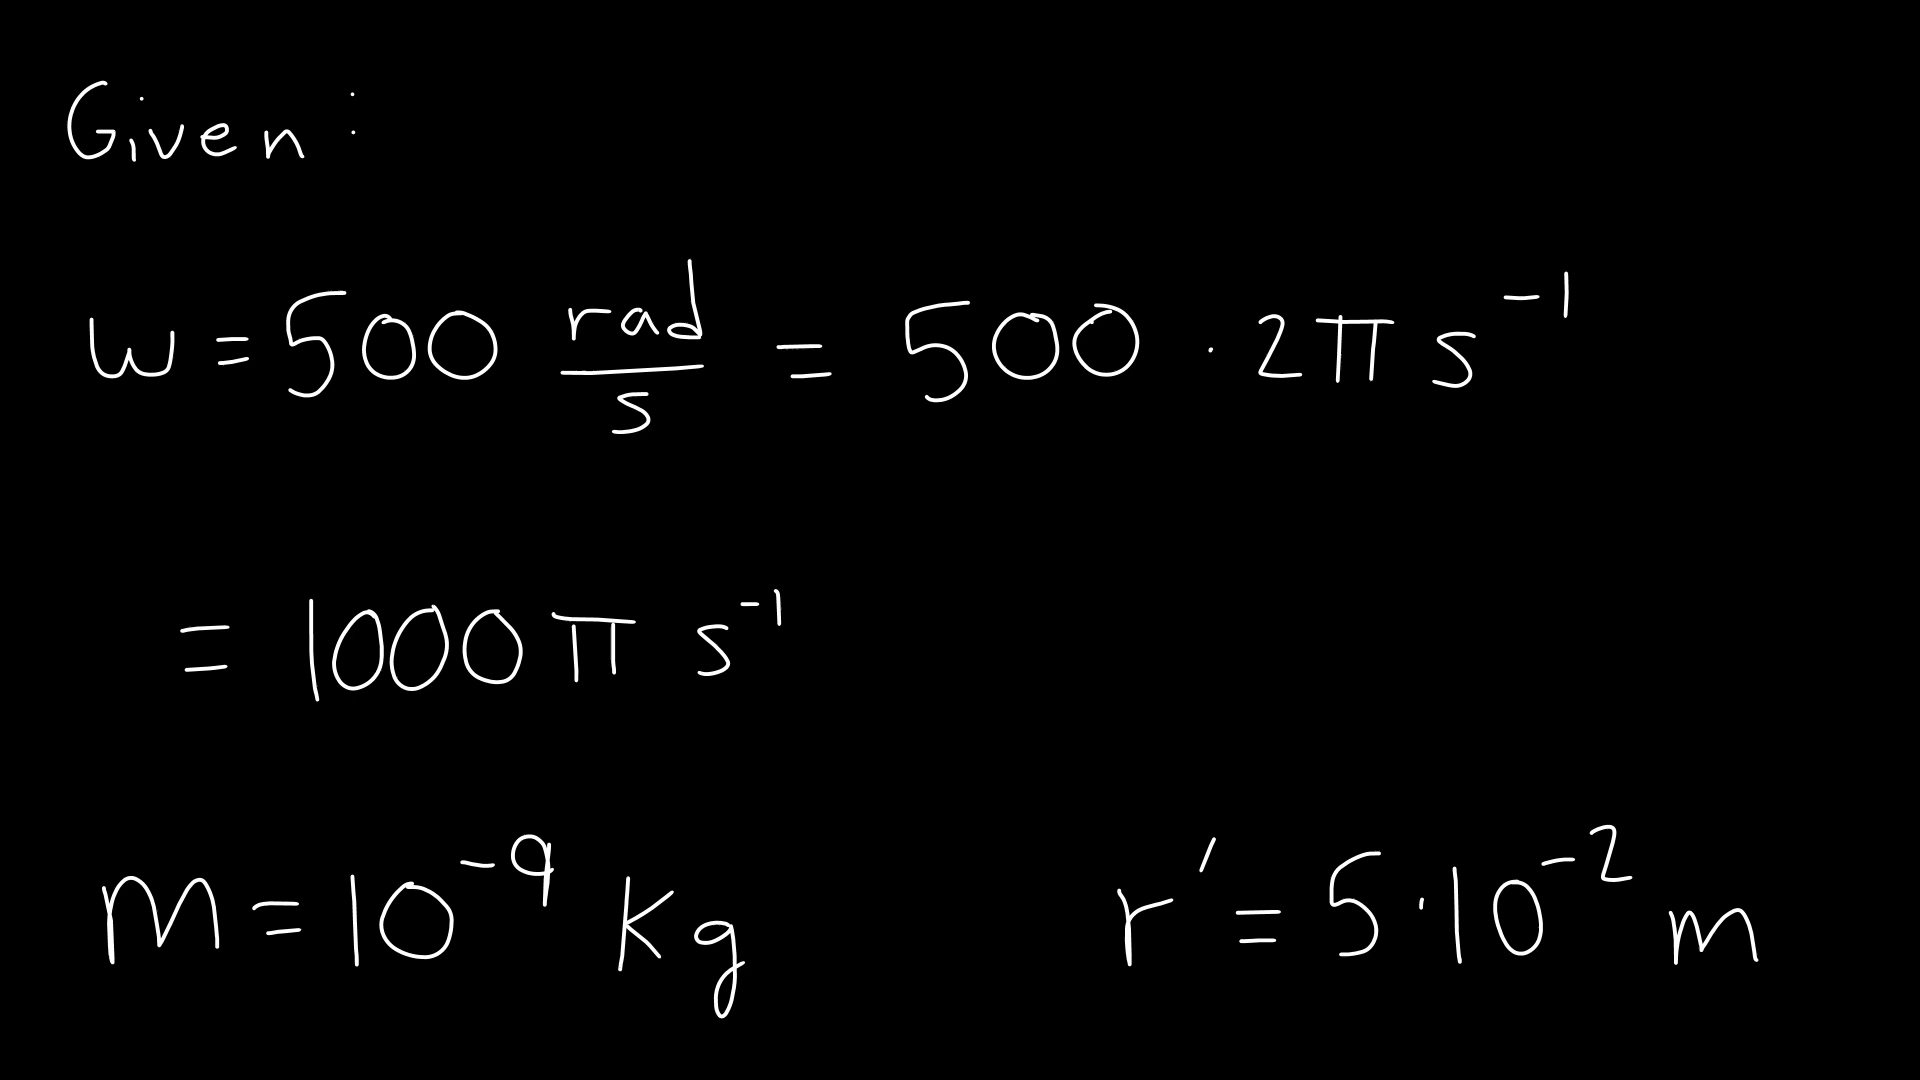 Given:
w = 500 rad/s = 500 · 2π s⁻¹
= 1000π s⁻¹
m = 10⁻⁹ kg r' = 5·10⁻² m